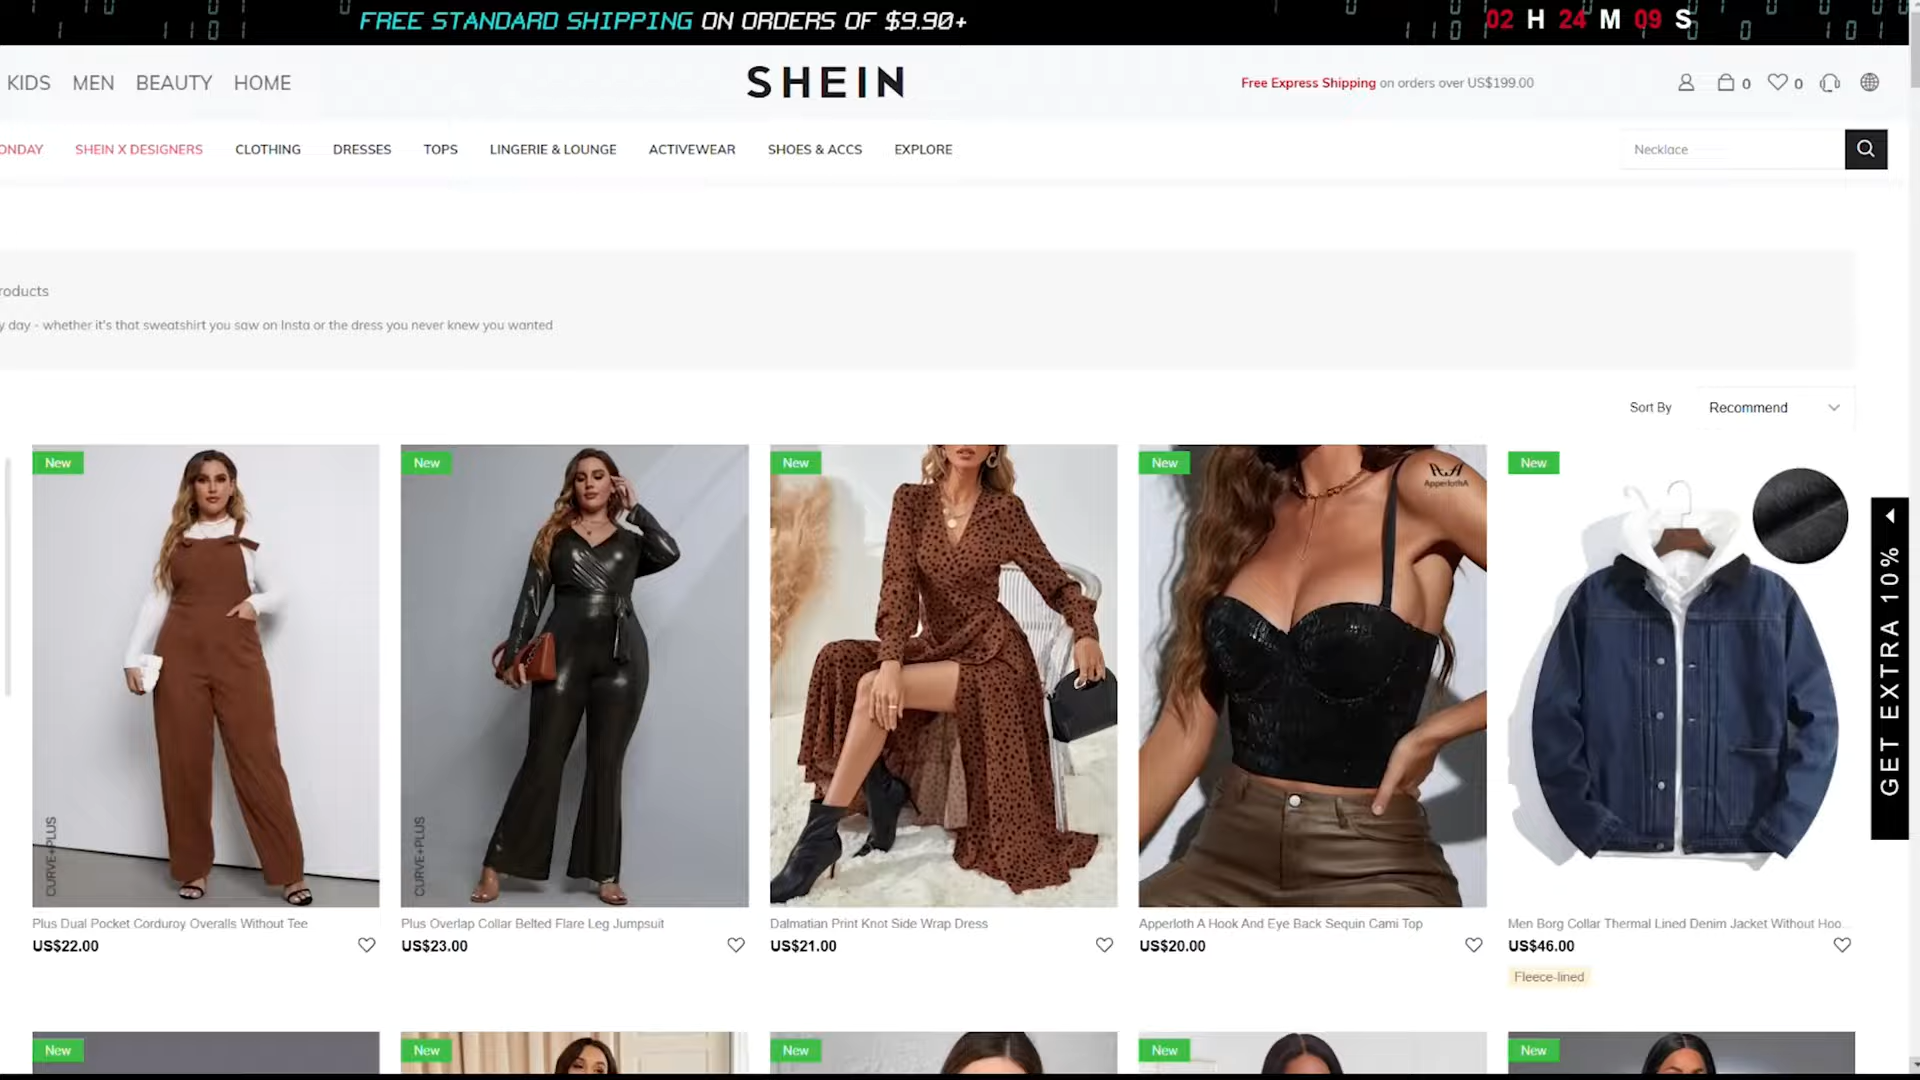 FREE STANDARD SHIPPING ON ORDERS OF $9.90+
02 H 24 M 09 S
KIDS MEN BEAUTY HOME
SHEIN
Free Express Shipping on orders over US$199.00
0 0
ONDAY SHEIN X DESIGNERS CLOTHING DRESSES TOPS LINGERIE & LOUNGE ACTIVEWEAR SHOES & ACCS EXPLORE
Necklace
roducts
y day - whether it's that sweatshirt you saw on Insta or the dress you never knew you wanted
Sort By Recommend
New New New New New
ApperlothA
CURVE+PLUS
CURVE+PLUS
GET EXTRA 10%
Plus Dual Pocket Corduroy Overalls Without Tee
US$22.00
Plus Overlap Collar Belted Flare Leg Jumpsuit
US$23.00
Dalmatian Print Knot Side Wrap Dress
US$21.00
Apperloth A Hook And Eye Back Sequin Cami Top
US$20.00
Men Borg Collar Thermal Lined Denim Jacket Without Hoo...
US$46.00
Fleece-lined
New New New New New